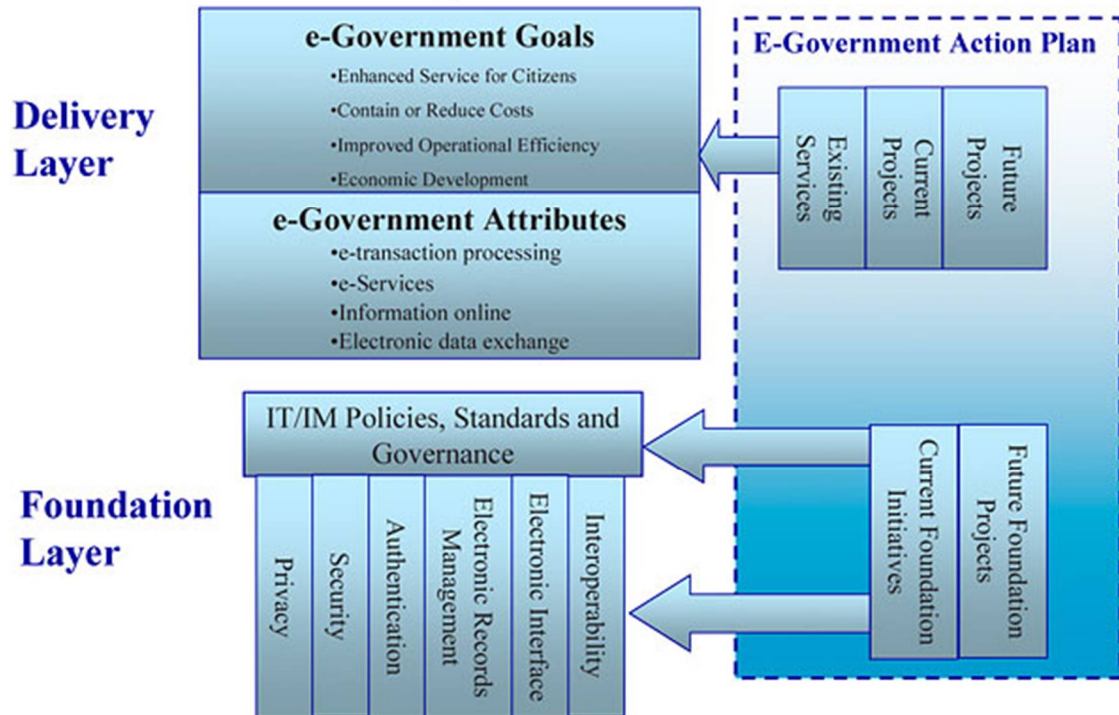 e-Government Goals
•Enhanced Service for Citizens
•Contain or Reduce Costs
•Improved Operational Efficiency
•Economic Development
Delivery
Layer
e-Government Attributes
•e-transaction processing
•e-Services
•Information online
•Electronic data exchange
E-Government Action Plan
Existing
Services
Current
Projects
Future
Projects
IT/IM Policies, Standards and
Governance
Foundation
Layer
Privacy
Security
Authentication
Electronic Records
Management
Electronic Interface
Interoperability
Current Foundation
Initiatives
Future Foundation
Projects